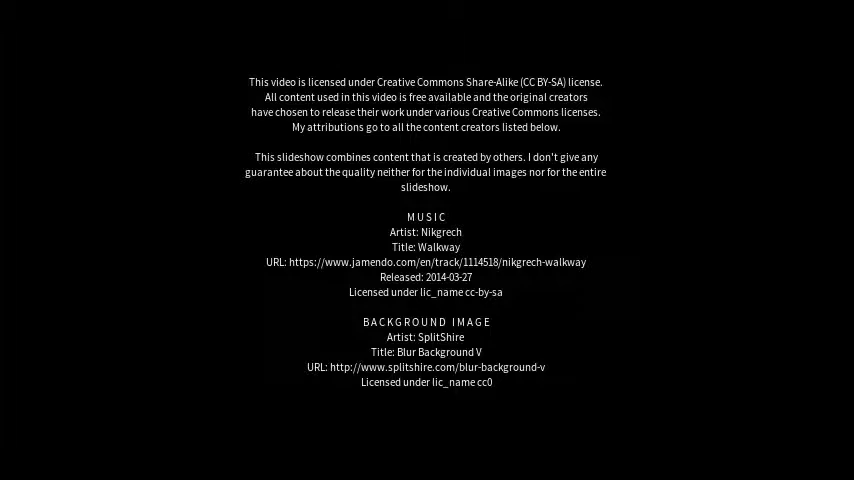 This video is licensed under Creative Commons Share-Alike (CC BY-SA) license.
All content used in this video is free available and the original creators
have chosen to release their work under various Creative Commons licenses.
My attributions go to all the content creators listed below.
This slideshow combines content that is created by others. I don't give any
guarantee about the quality neither for the individual images nor for the entire
slideshow.
MUSIC
Artist: Nikgrech
Title: Walkway
URL: https://www.jamendo.com/en/track/1114518/nikgrech-walkway
Released: 2014-03-27
Licensed under lic_name cc-by-sa
BACKGROUND IMAGE
Artist: SplitShire
Title: Blur Background V
URL: http://www.splitshire.com/blur-background-v
Licensed under lic_name cc0